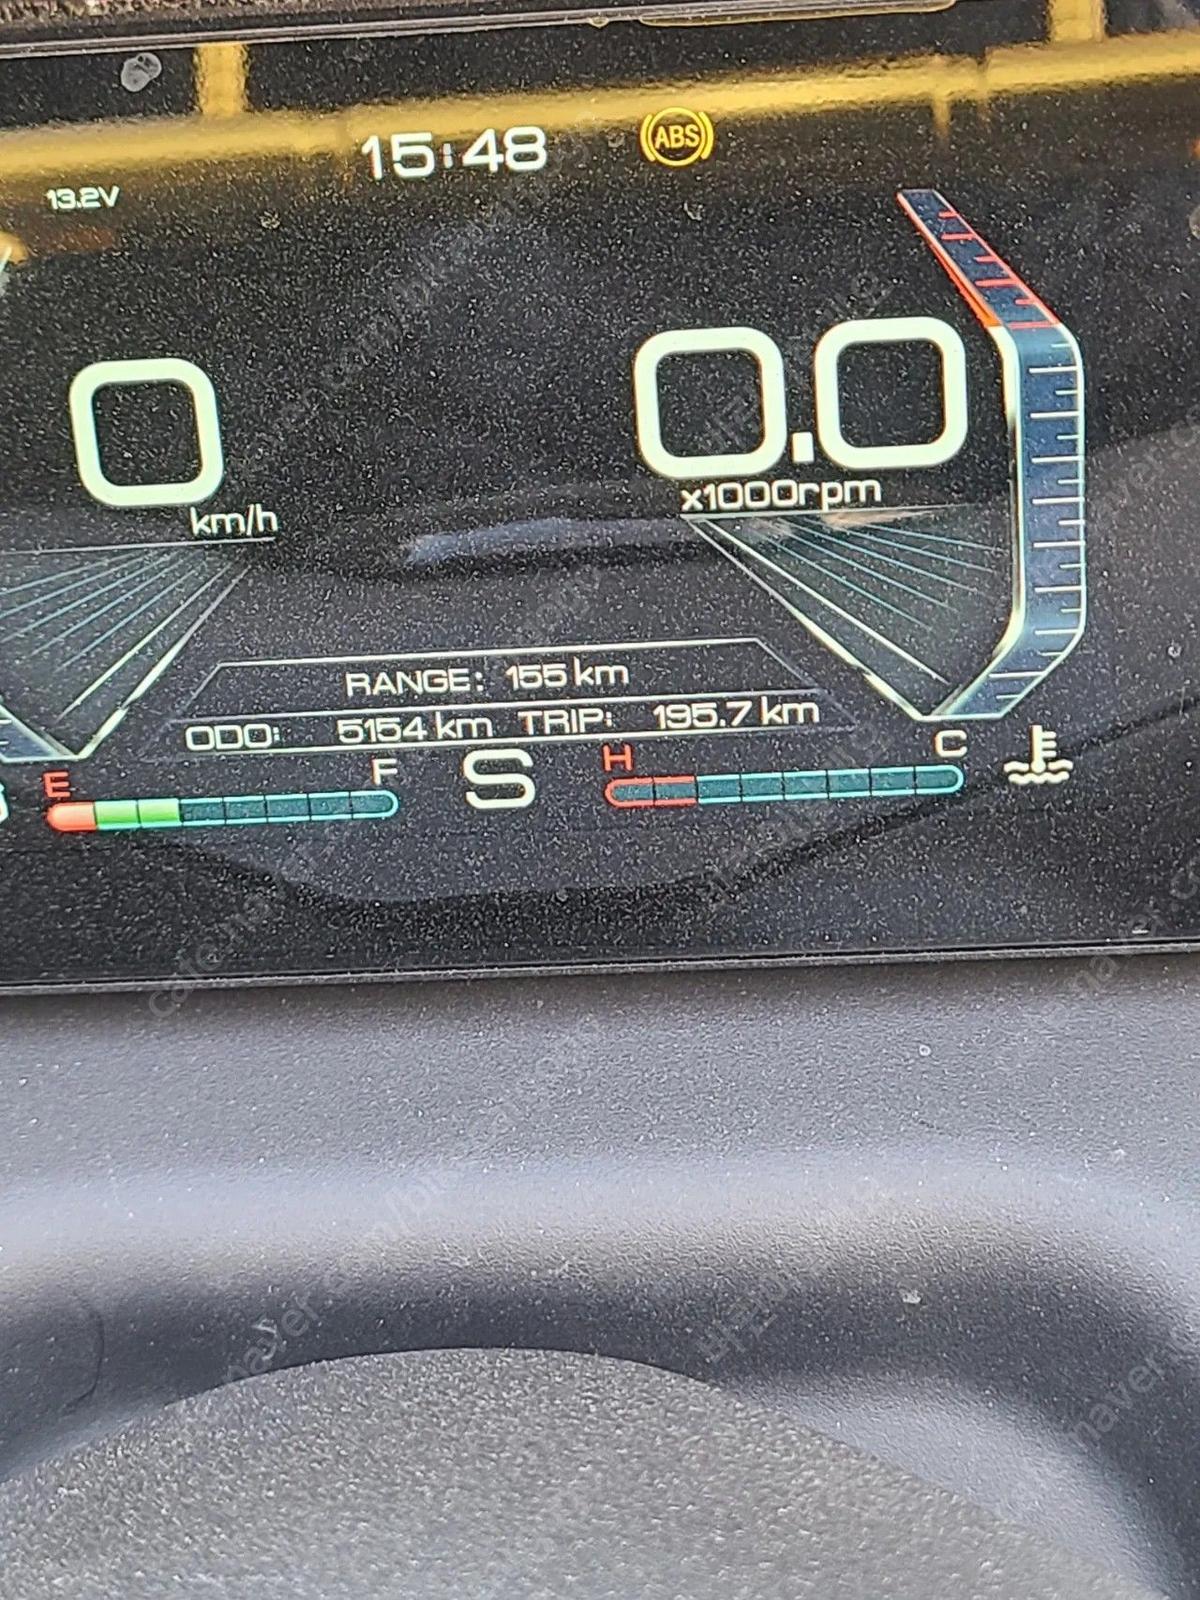 15:48
ABS
13.2V
0
km/h
0.0
x1000rpm
RANGE: 155 km
ODO: 5154 km TRIP: 195.7 km
E F S H C